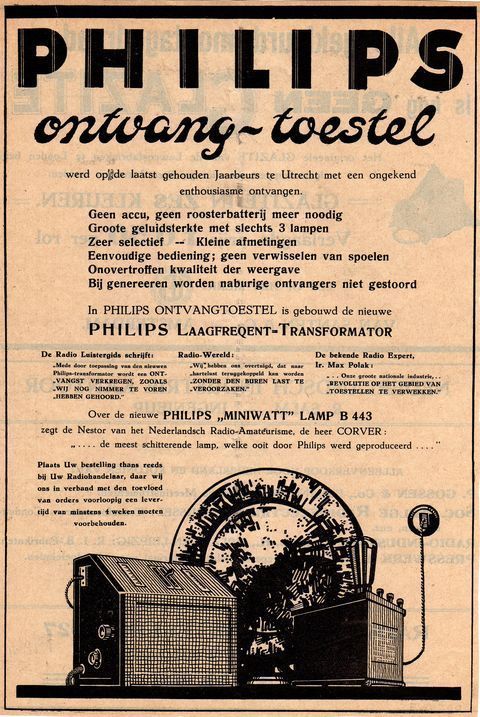 PHILIPS
ontvang-toestel
werd op de laatst gehouden Jaarbeurs te Utrecht met een ongekend
enthousiasme ontvangen.
Geen accu, geen roosterbatterij meer noodig
Groote geluidsterkte met slechts 3 lampen
Zeer selectief -- Kleine afmetingen
Eenvoudige bediening; geen verwisselen van spoelen
Onovertroffen kwaliteit der weergave
Bij genereeren worden naburige ontvangers niet gestoord
In PHILIPS ONTVANGTOESTEL is gebouwd de nieuwe
PHILIPS LAAGFREQENT-TRANSFORMATOR
De Radio Luistergids schrijft:
„Mede door toepassing van den nieuwen
Philips-transformator wordt een ONT-
VANGST VERKREGEN, ZOOALS
WIJ NOG NIMMER TE VOREN
HEBBEN GEHOORD."
Radio-Wereld:
„Wij hebben ons overtuigd, dat naar
hartelust teruggekoppeld kan worden
ZONDER DEN BUREN LAST TE
VEROORZAKEN."
De bekende Radio Expert,
Ir. Max Polak:
„... Onze groote nationale industrie,..
REVOLUTIE OP HET GEBIED VAN
TOESTELLEN TE VERWEKKEN."
Over de nieuwe PHILIPS „MINIWATT" LAMP B 443
zegt de Nestor van het Nederlandsch Radio-Amateurisme, de heer CORVER:
„.... de meest schitterende lamp, welke ooit door Philips werd geproduceerd ...."
Plaats Uw bestelling thans reeds
bij Uw Radiohandelaar, daar wij
ons in verband met den toevloed
van orders voorloopig een lever-
tijd van minstens 4 weken moeten
voorbehouden.